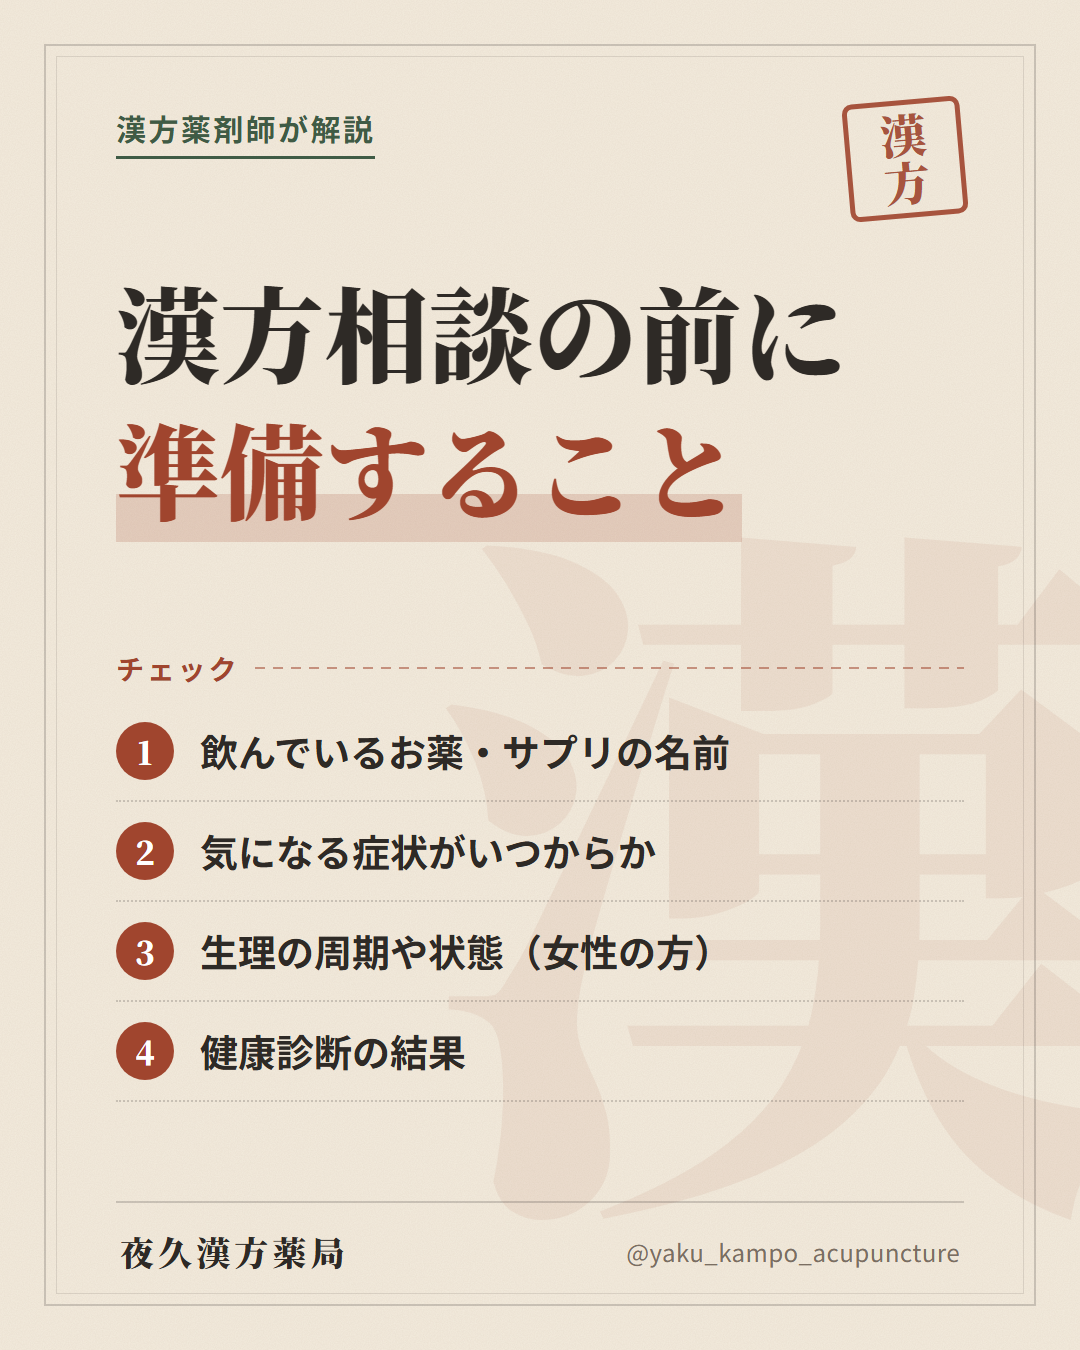 漢方薬剤師が解説
漢
方
漢方相談の前に
準備すること
チェック
1 飲んでいるお薬・サプリの名前
2 気になる症状がいつからか
3 生理の周期や状態（女性の方）
4 健康診断の結果
漢
夜久漢方薬局
@yaku_kampo_acupuncture